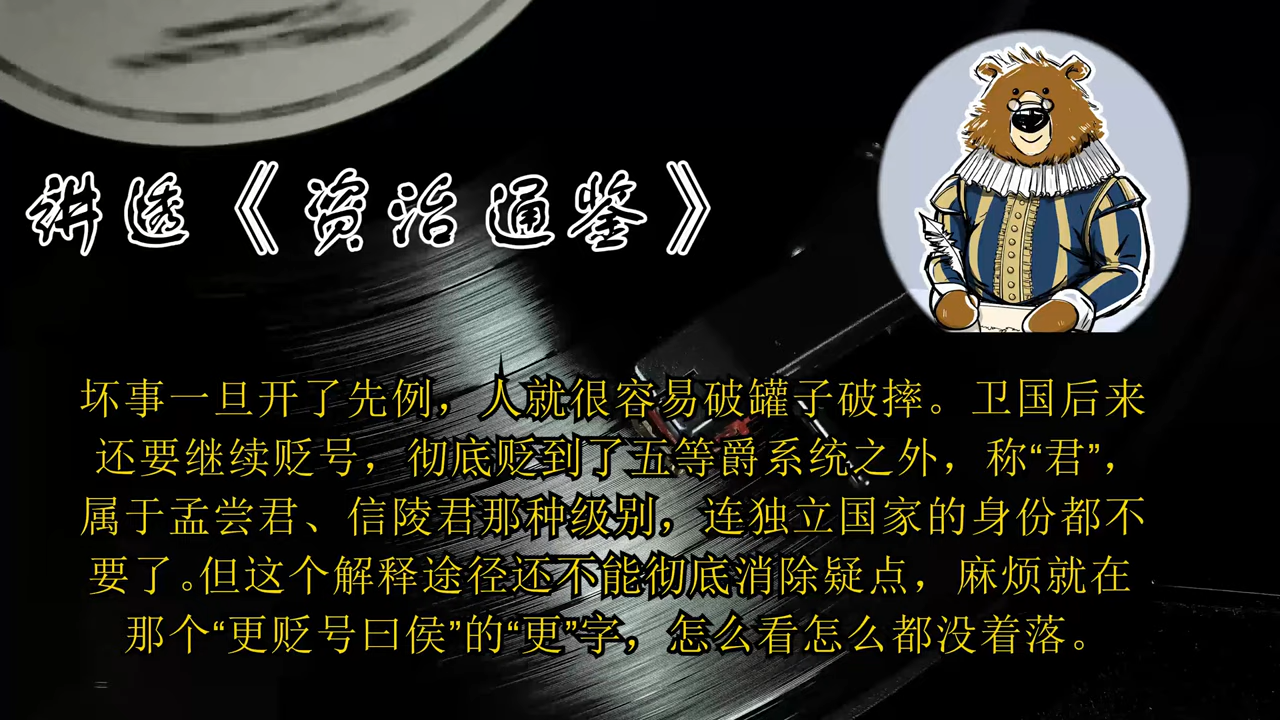 讲透《资治通鉴》
坏事一旦开了先例，人就很容易破罐子破摔。卫国后来
还要继续贬号，彻底贬到了五等爵系统之外，称“君”，
属于孟尝君、信陵君那种级别，连独立国家的身份都不
要了。但这个解释途径还不能彻底消除疑点，麻烦就在
那个“更贬号曰侯”的“更”字，怎么看怎么都没着落。